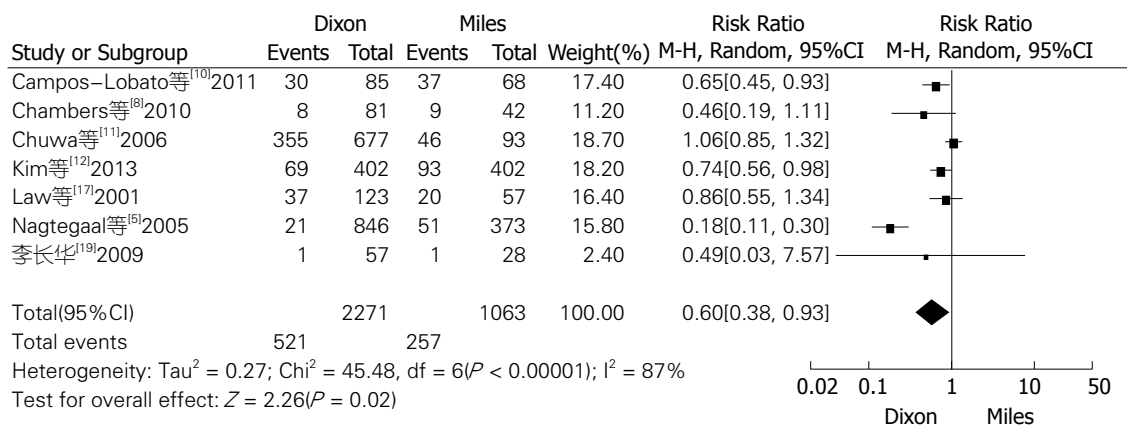 Dixon Miles Risk Ratio Risk Ratio
Study or Subgroup Events Total Events Total Weight(%) M-H, Random, 95%CI M-H, Random, 95%CI
Campos-Lobato等[10]2011 30 85 37 68 17.40 0.65[0.45, 0.93]
Chambers等[8]2010 8 81 9 42 11.20 0.46[0.19, 1.11]
Chuwa等[11]2006 355 677 46 93 18.70 1.06[0.85, 1.32]
Kim等[12]2013 69 402 93 402 18.20 0.74[0.56, 0.98]
Law等[17]2001 37 123 20 57 16.40 0.86[0.55, 1.34]
Nagtegaal等[5]2005 21 846 51 373 15.80 0.18[0.11, 0.30]
李长华[19]2009 1 57 1 28 2.40 0.49[0.03, 7.57]
Total(95%CI) 2271 1063 100.00 0.60[0.38, 0.93]
Total events 521 257
Heterogeneity: Tau² = 0.27; Chi² = 45.48, df = 6(P < 0.00001); I² = 87%
Test for overall effect: Z = 2.26(P = 0.02)
0.02 0.1 1 10 50
Dixon Miles